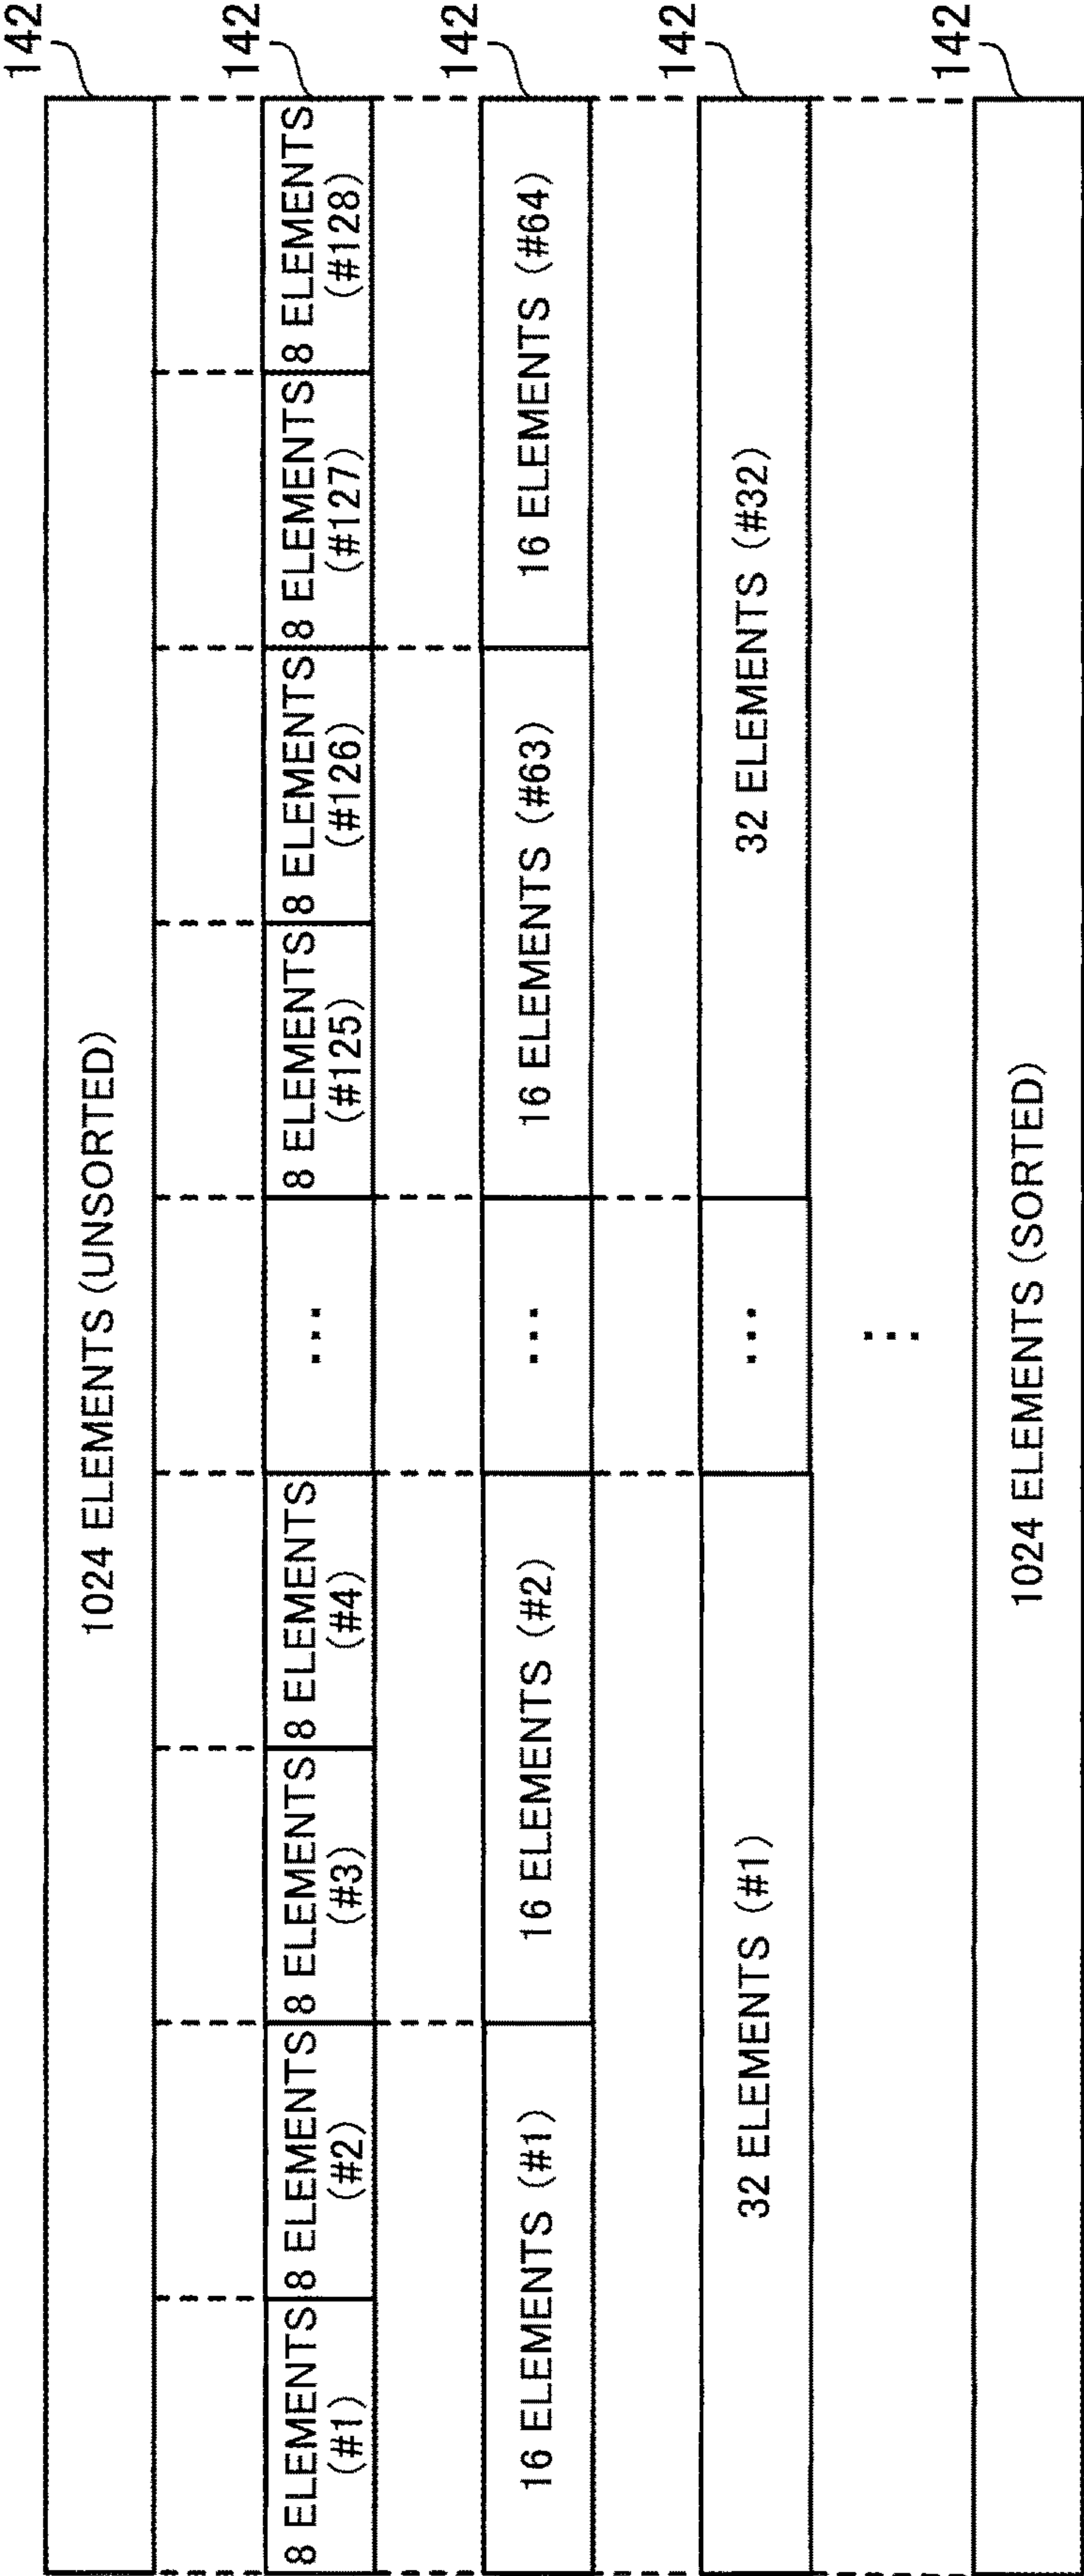 142
1024 ELEMENTS (UNSORTED)
142
8 ELEMENTS
(#1)
8 ELEMENTS
(#2)
8 ELEMENTS
(#3)
8 ELEMENTS
(#4)
...
8 ELEMENTS
(#125)
8 ELEMENTS
(#126)
8 ELEMENTS
(#127)
8 ELEMENTS
(#128)
142
16 ELEMENTS (#1)
16 ELEMENTS (#2)
...
16 ELEMENTS (#63)
16 ELEMENTS (#64)
142
32 ELEMENTS (#1)
...
32 ELEMENTS (#32)
...
142
1024 ELEMENTS (SORTED)